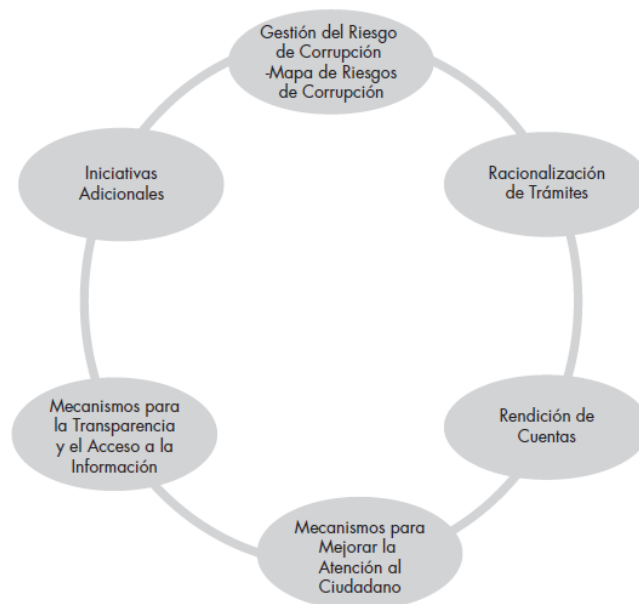 Gestión del Riesgo
de Corrupción
-Mapa de Riesgos
de Corrupción
Racionalización
de Trámites
Rendición de
Cuentas
Mecanismos para
Mejorar la
Atención al
Ciudadano
Mecanismos para
la Transparencia
y el Acceso a la
Información
Iniciativas
Adicionales